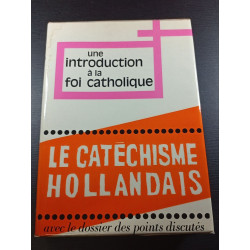 une
introduction
à la
foi catholique
LE CATÉCHISME
HOLLANDAIS
avec le dossier des points discutés